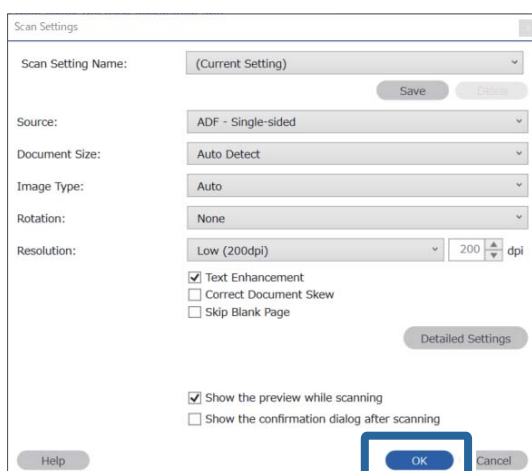 Scan Settings
Scan Setting Name: (Current Setting)
Save Delete
Source: ADF - Single-sided
Document Size: Auto Detect
Image Type: Auto
Rotation: None
Resolution: Low (200dpi) 200 dpi
Text Enhancement
Correct Document Skew
Skip Blank Page
Detailed Settings
Show the preview while scanning
Show the confirmation dialog after scanning
Help OK Cancel